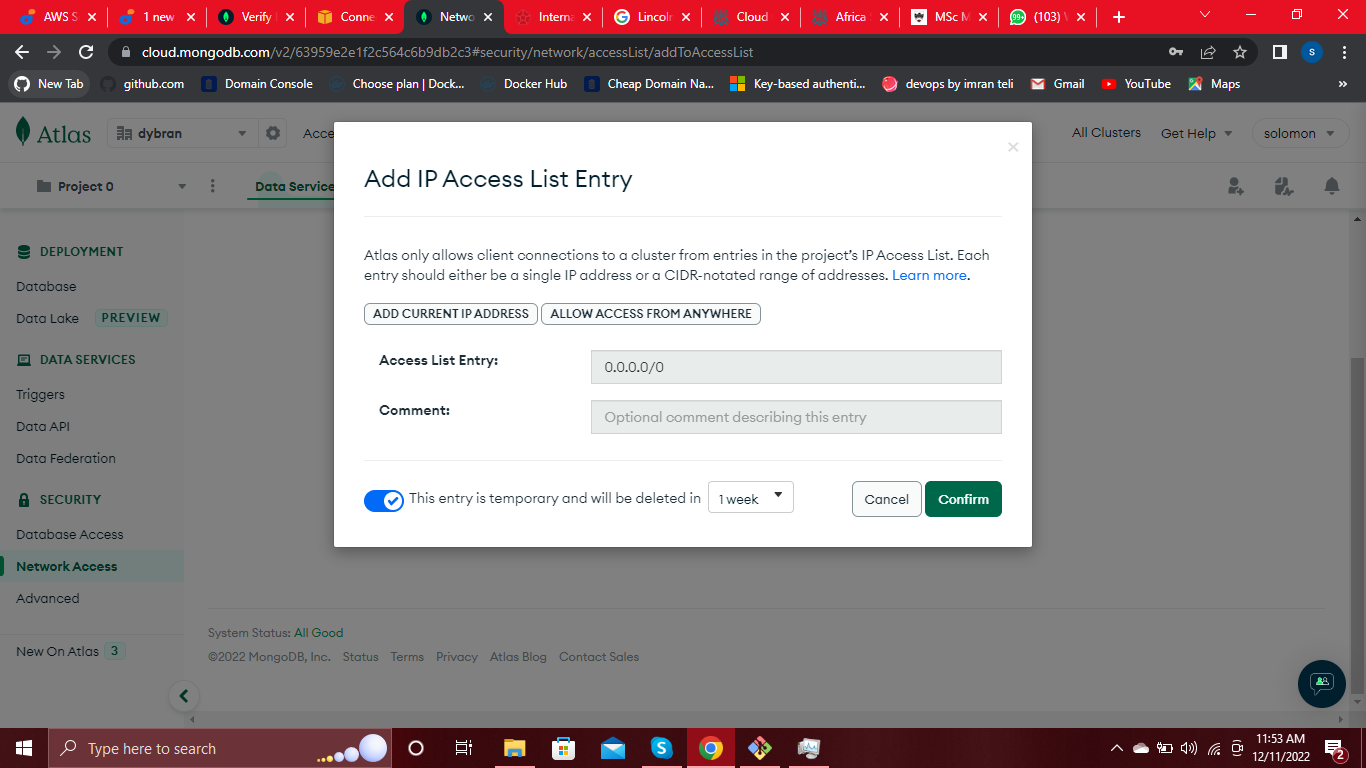 AWS S
1 new
Verify
Conne
Netwo
Interna
Lincoln
Cloud
Africa
MSc M
99+
(103)
cloud.mongodb.com/v2/63959e2e1f2c564c6b9db2c3#security/network/accessList/addToAccessList
s
New Tab
github.com
Domain Console
Choose plan | Dock...
Docker Hub
Cheap Domain Na...
Key-based authenti...
devops by imran teli
Gmail
YouTube
Maps
»
Atlas
dybran
Acce
All Clusters
Get Help
solomon
Project 0
Data Service
DEPLOYMENT
Database
Data Lake PREVIEW
DATA SERVICES
Triggers
Data API
Data Federation
SECURITY
Database Access
Network Access
Advanced
New On Atlas 3
Add IP Access List Entry
Atlas only allows client connections to a cluster from entries in the project's IP Access List. Each
entry should either be a single IP address or a CIDR-notated range of addresses. Learn more.
ADD CURRENT IP ADDRESS
ALLOW ACCESS FROM ANYWHERE
Access List Entry:
0.0.0.0/0
Comment:
Optional comment describing this entry
This entry is temporary and will be deleted in 1 week
Cancel
Confirm
System Status: All Good
©2022 MongoDB, Inc. Status Terms Privacy Atlas Blog Contact Sales
Type here to search
11:53 AM
12/11/2022
2